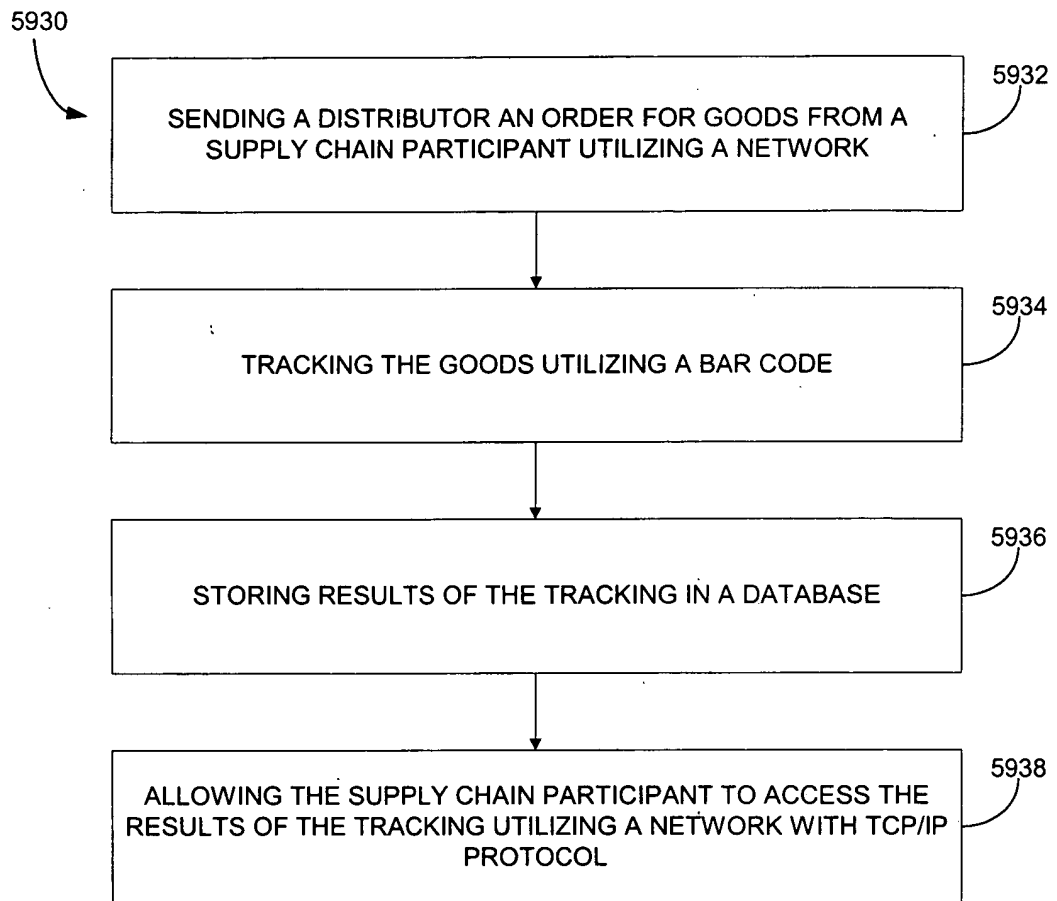 5930
5932
SENDING A DISTRIBUTOR AN ORDER FOR GOODS FROM A
SUPPLY CHAIN PARTICIPANT UTILIZING A NETWORK
5934
TRACKING THE GOODS UTILIZING A BAR CODE
5936
STORING RESULTS OF THE TRACKING IN A DATABASE
5938
ALLOWING THE SUPPLY CHAIN PARTICIPANT TO ACCESS THE
RESULTS OF THE TRACKING UTILIZING A NETWORK WITH TCP/IP
PROTOCOL